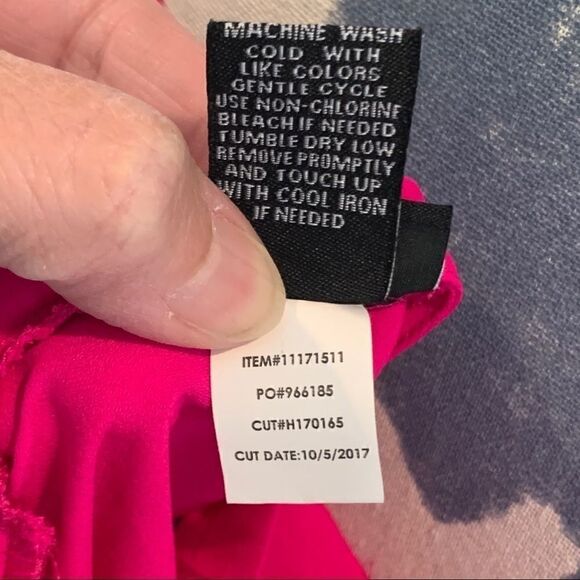 MACHINE WASH
COLD WITH
LIKE COLORS
GENTLE CYCLE
USE NON-CHLORINE
BLEACH IF NEEDED
TUMBLE DRY LOW
REMOVE PROMPTLY
AND TOUCH UP
WITH COOL IRON
IF NEEDED
ITEM#11171511
PO#966185
CUT#H170165
CUT DATE:10/5/2017